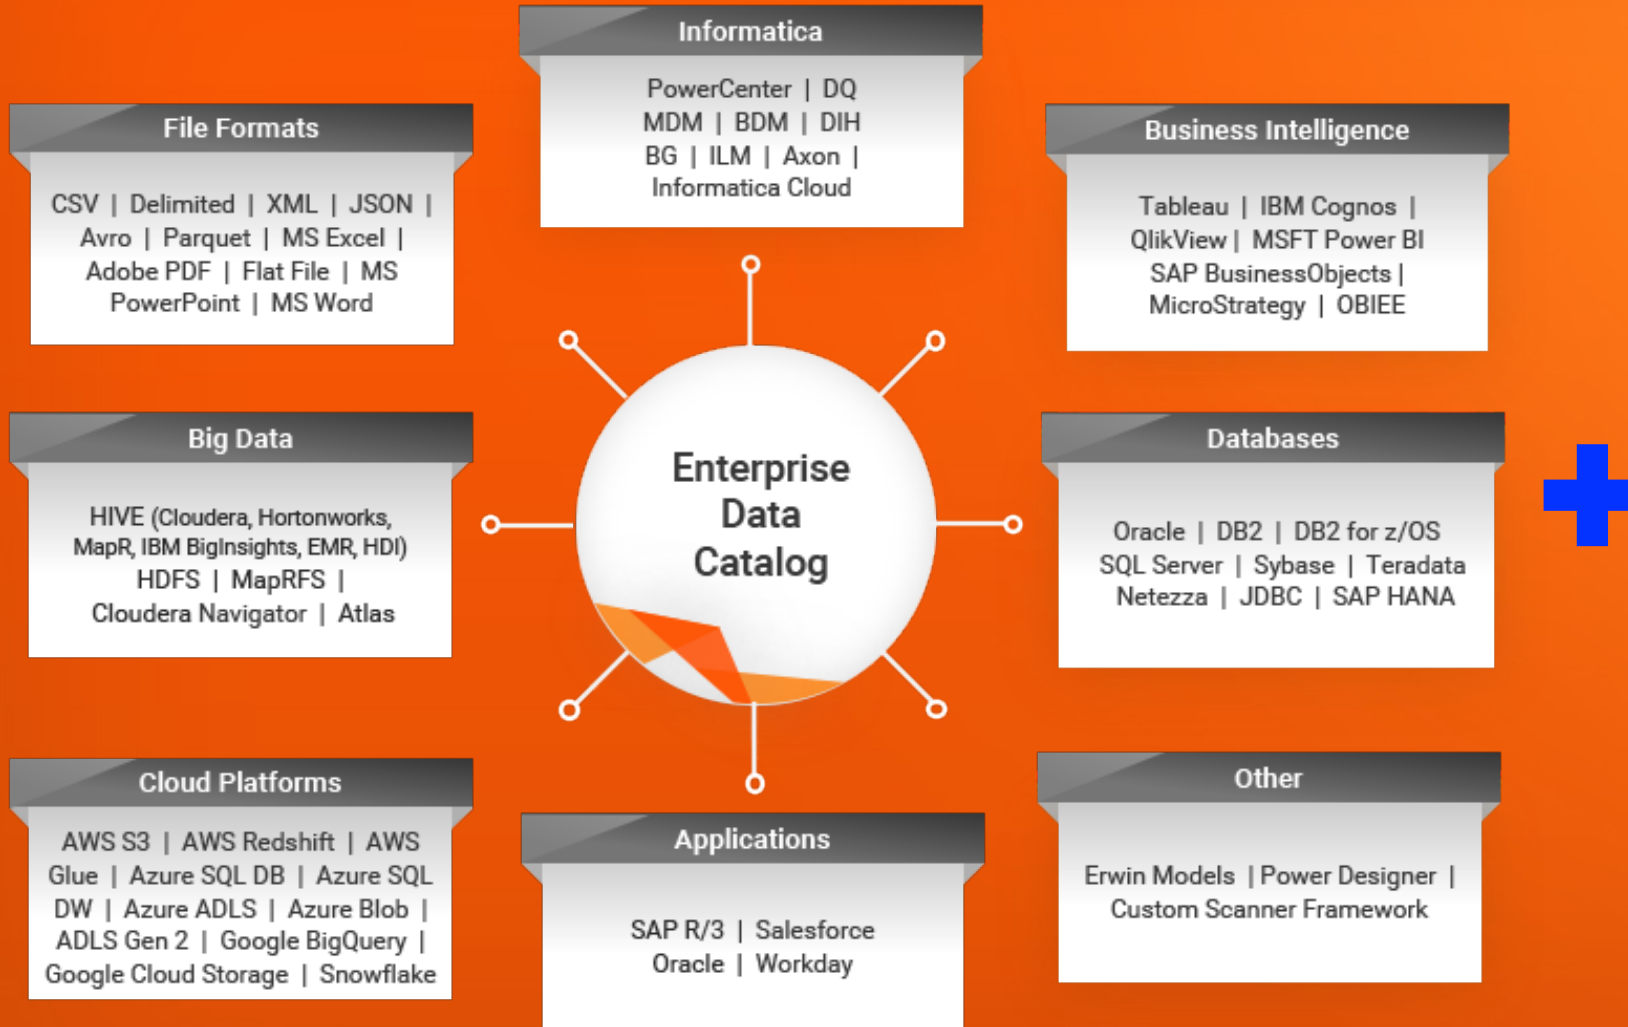 Informatica
PowerCenter | DQ
MDM | BDM | DIH
BG | ILM | Axon |
Informatica Cloud
File Formats
CSV | Delimited | XML | JSON |
Avro | Parquet | MS Excel |
Adobe PDF | Flat File | MS
PowerPoint | MS Word
Business Intelligence
Tableau | IBM Cognos |
QlikView | MSFT Power BI
SAP BusinessObjects |
MicroStrategy | OBIEE
Big Data
HIVE (Cloudera, Hortonworks,
MapR, IBM BigInsights, EMR, HDI)
HDFS | MapRFS |
Cloudera Navigator | Atlas
Enterprise
Data
Catalog
Databases
Oracle | DB2 | DB2 for z/OS
SQL Server | Sybase | Teradata
Netezza | JDBC | SAP HANA
Cloud Platforms
AWS S3 | AWS Redshift | AWS
Glue | Azure SQL DB | Azure SQL
DW | Azure ADLS | Azure Blob |
ADLS Gen 2 | Google BigQuery |
Google Cloud Storage | Snowflake
Applications
SAP R/3 | Salesforce
Oracle | Workday
Other
Erwin Models | Power Designer |
Custom Scanner Framework